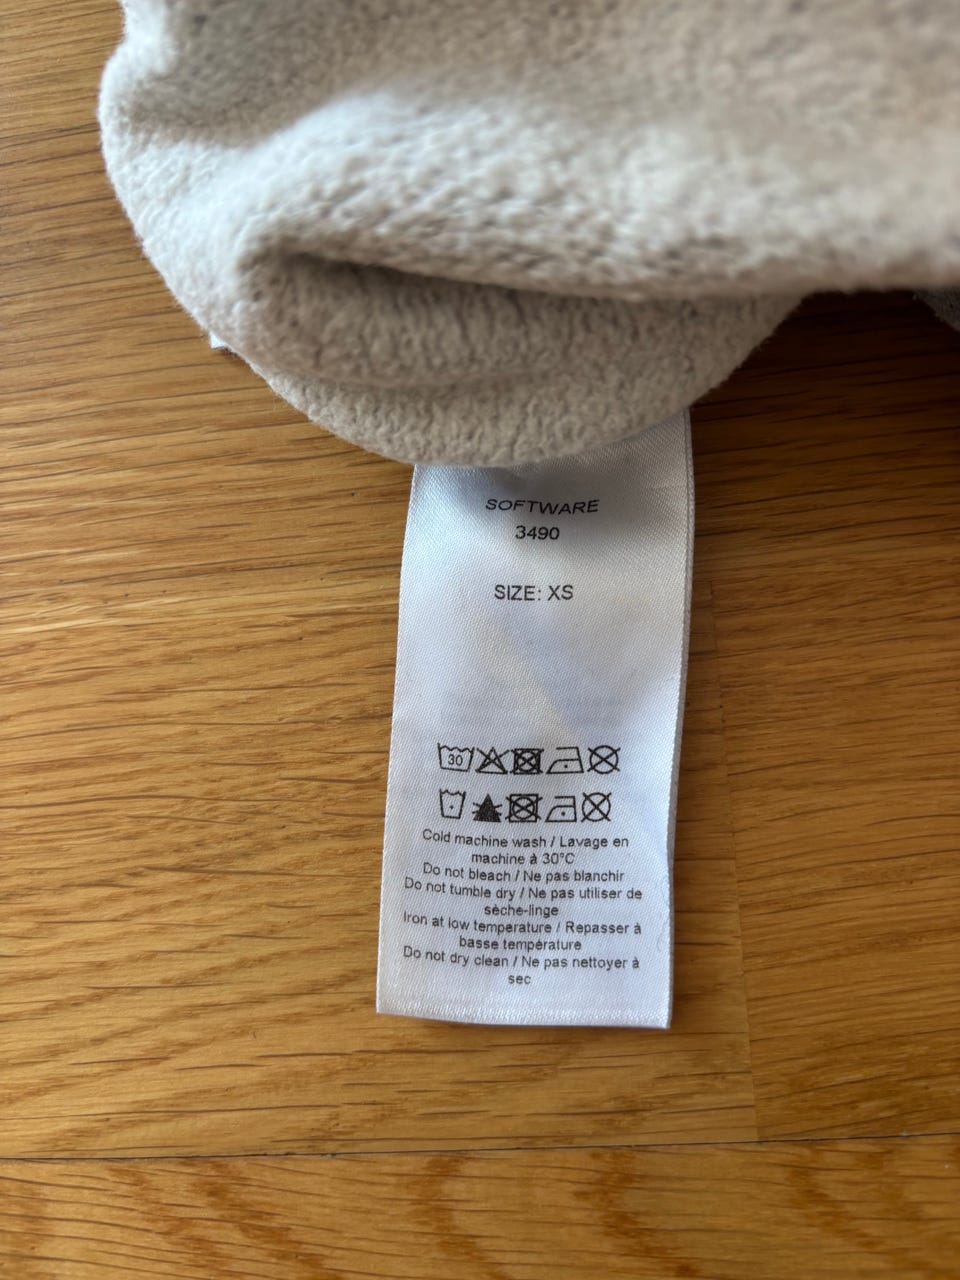 SOFTWARE
3490
SIZE: XS
30
Cold machine wash / Lavage en
machine à 30°C
Do not bleach / Ne pas blanchir
Do not tumble dry / Ne pas utiliser de
sèche-linge
Iron at low temperature / Repasser à
basse température
Do not dry clean / Ne pas nettoyer à
sec